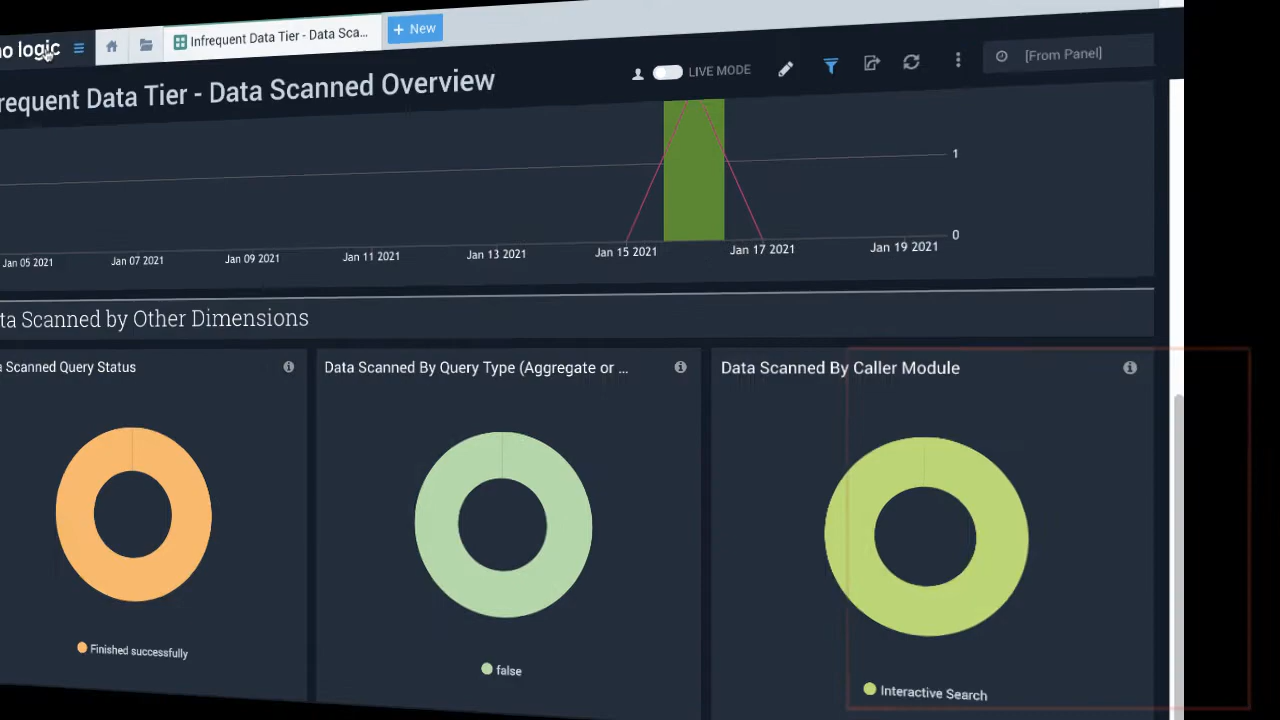 no logic
Infrequent Data Tier - Data Sca...
+ New
requent Data Tier - Data Scanned Overview
LIVE MODE
[From Panel]
1
0
Jan 05 2021
Jan 07 2021
Jan 09 2021
Jan 11 2021
Jan 13 2021
Jan 15 2021
Jan 17 2021
Jan 19 2021
ta Scanned by Other Dimensions
a Scanned Query Status
Data Scanned By Query Type (Aggregate or ...
Data Scanned By Caller Module
Finished successfully
false
Interactive Search